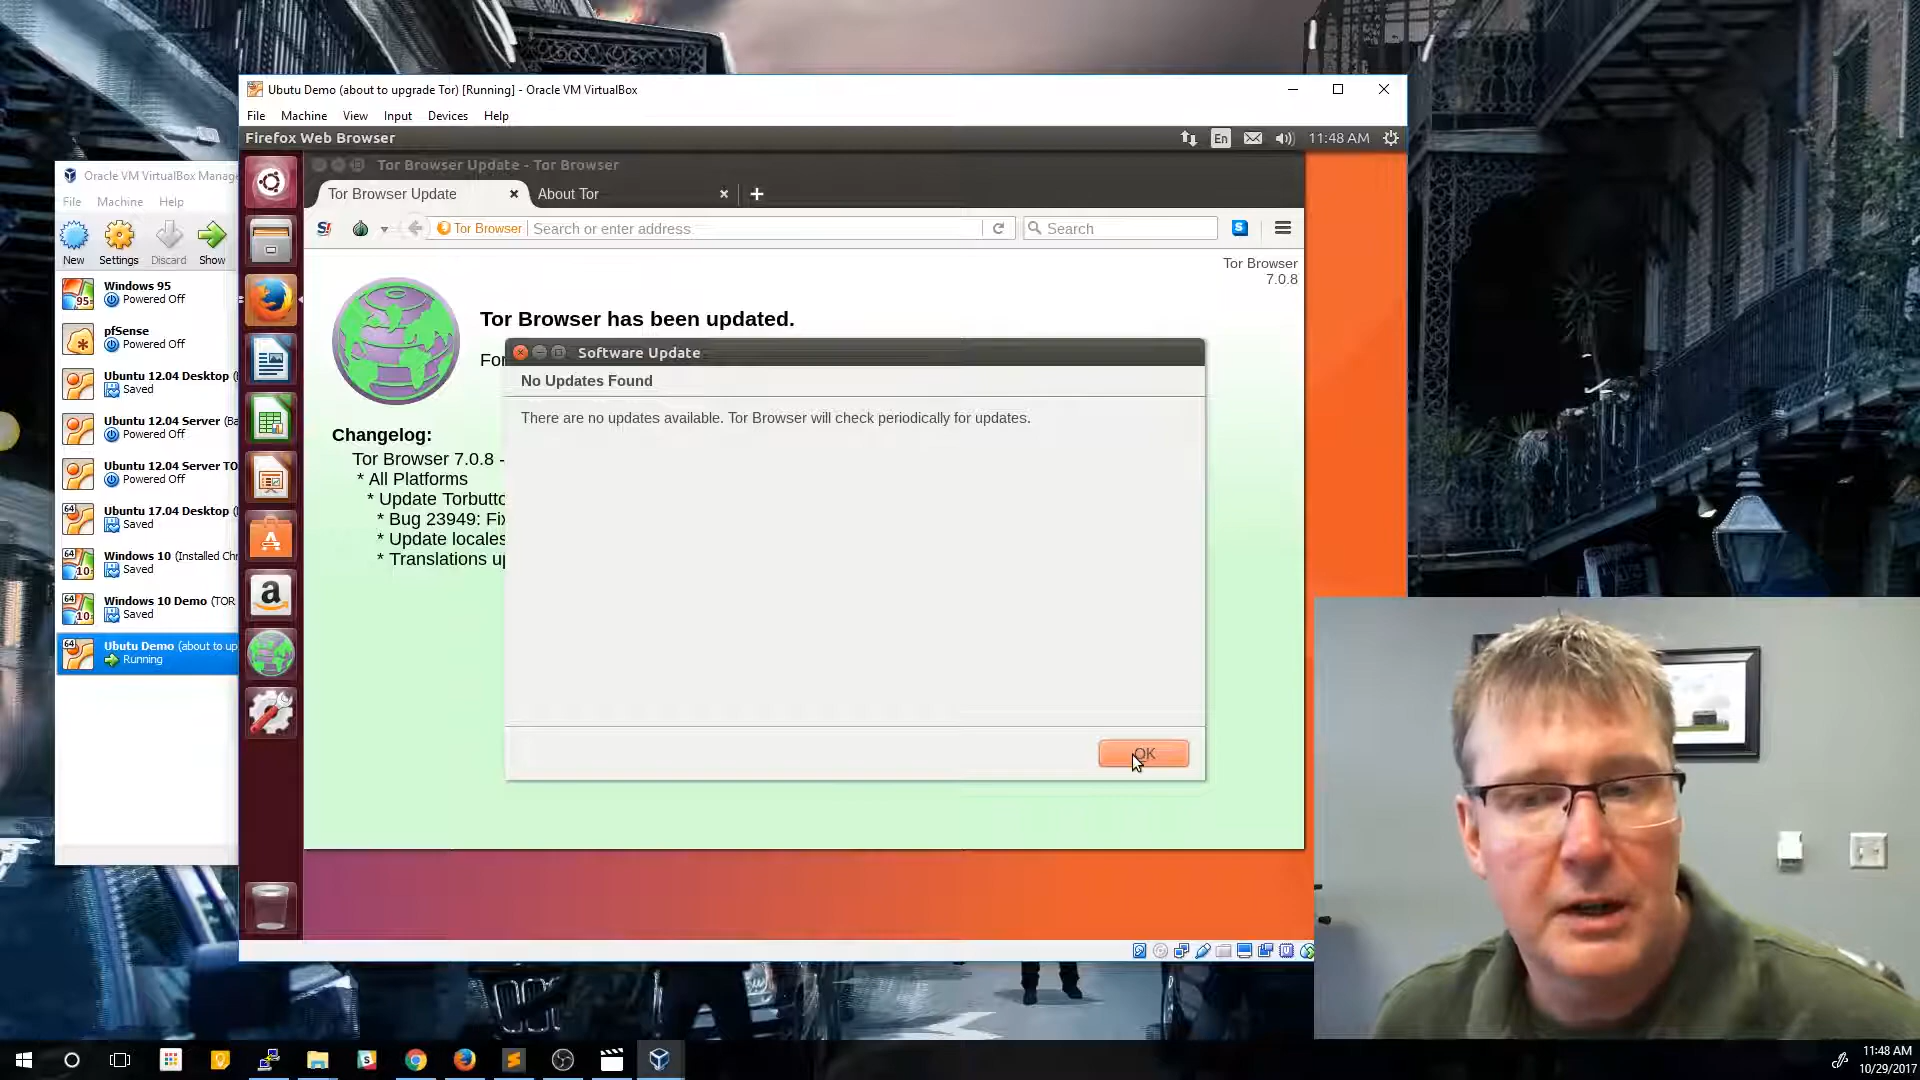 Ubutu Demo (about to upgrade Tor) [Running] - Oracle VM VirtualBox
File Machine View Input Devices Help
Firefox Web Browser
En
11:48 AM
Oracle VM VirtualBox Manag
File Machine Help
New Settings Discard Show
Windows 95
Powered Off
pfSense
Powered Off
Ubuntu 12.04 Desktop (
Saved
Ubuntu 12.04 Server (Ba
Powered Off
Ubuntu 12.04 Server TO
Powered Off
Ubuntu 17.04 Desktop (
Saved
Windows 10 (Installed Chr
Saved
Windows 10 Demo (TOR
Saved
Ubutu Demo (about to up
Running
Tor Browser Update - Tor Browser
Tor Browser Update
About Tor
Tor Browser
Search or enter address
Search
Tor Browser
7.0.8
Tor Browser has been updated.
For
Changelog:
Tor Browser 7.0.8 -
* All Platforms
* Update Torbutto
* Bug 23949: Fix
* Update locales
* Translations up
Software Update
No Updates Found
There are no updates available. Tor Browser will check periodically for updates.
OK
11:48 AM
10/29/2017